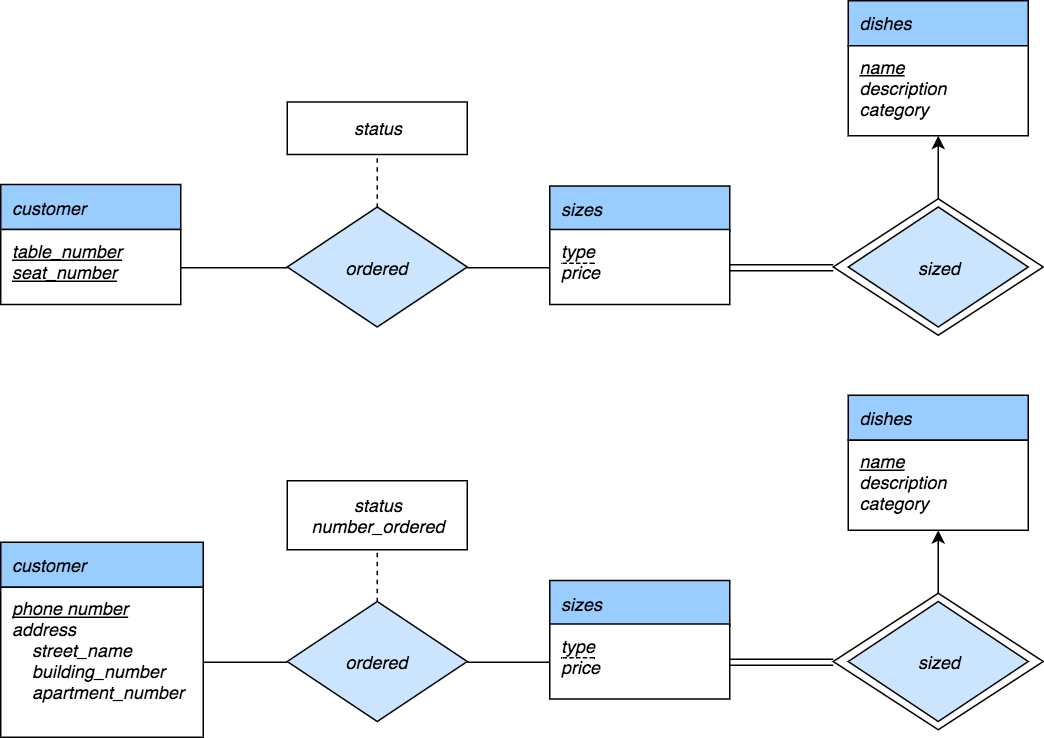 dishes
name
description
category
status
customer
table_number
seat_number
ordered
sizes
type
price
sized
dishes
name
description
category
status
number_ordered
customer
phone number
address
street_name
building_number
apartment_number
ordered
sizes
type
price
sized